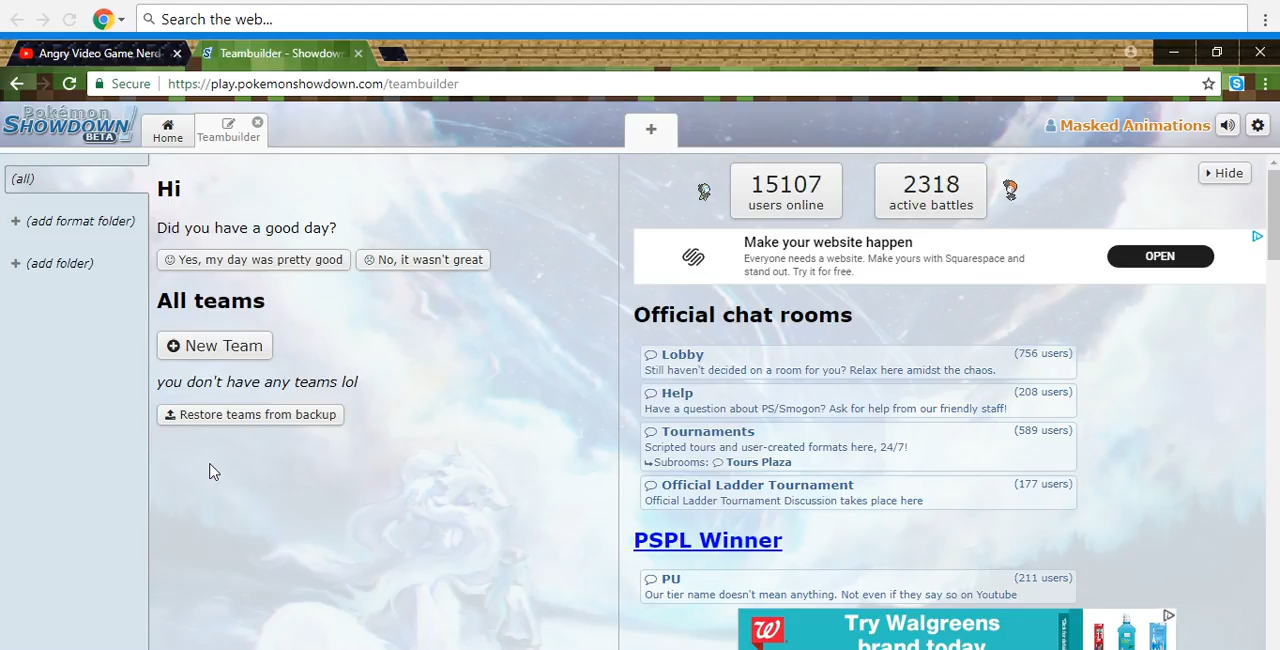 Search the web...
Angry Video Game Nerd
Teambuilder - Showdown
Secure
https://play.pokemonshowdown.com/teambuilder
Pokémon
SHOWDOWN!
BETA
Home
Teambuilder
+
Masked Animations
(all)
+ (add format folder)
+ (add folder)
Hi
Did you have a good day?
Yes, my day was pretty good
No, it wasn't great
All teams
New Team
you don't have any teams lol
Restore teams from backup
15107
users online
2318
active battles
Hide
Make your website happen
Everyone needs a website. Make yours with Squarespace and
stand out. Try it for free.
OPEN
Official chat rooms
Lobby (756 users)
Still haven't decided on a room for you? Relax here amidst the chaos.
Help (208 users)
Have a question about PS/Smogon? Ask for help from our friendly staff!
Tournaments (589 users)
Scripted tours and user-created formats here, 24/7!
Subrooms: Tours Plaza
Official Ladder Tournament (177 users)
Official Ladder Tournament Discussion takes place here
PSPL Winner
PU (211 users)
Our tier name doesn't mean anything. Not even if they say so on Youtube
Try Walgreens
brand today